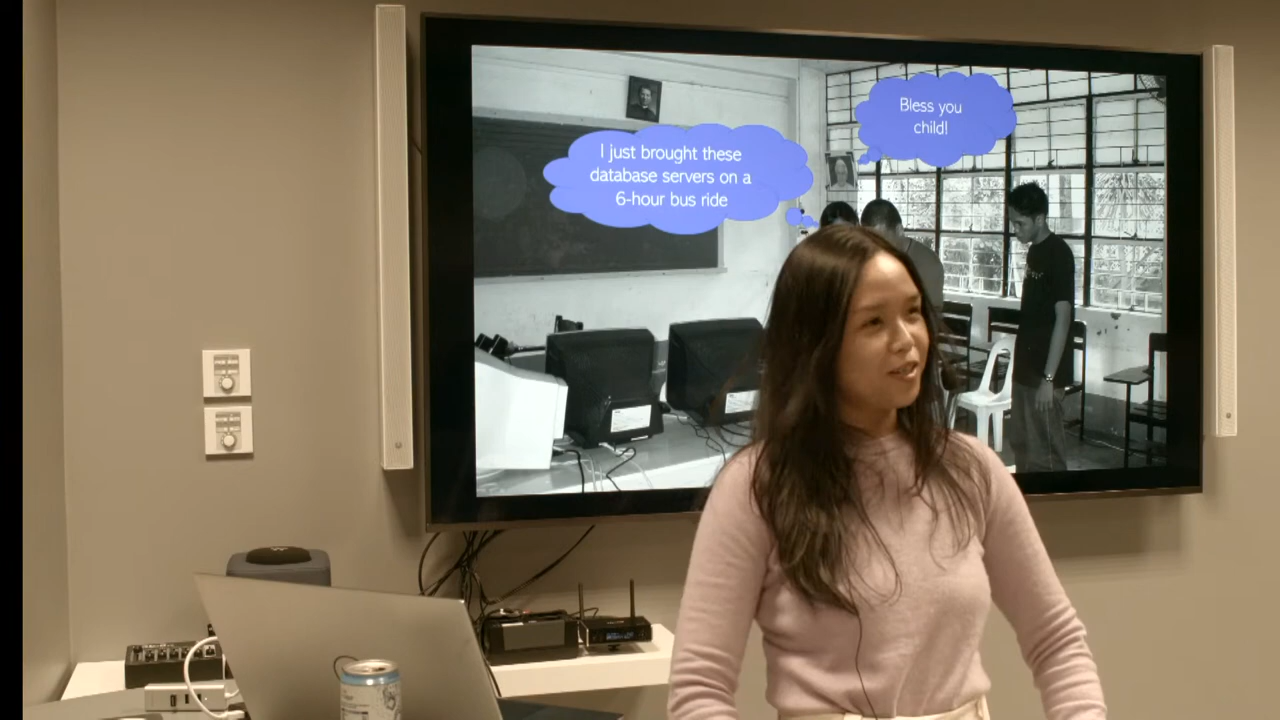 I just brought these
database servers on a
6-hour bus ride
Bless you
child!